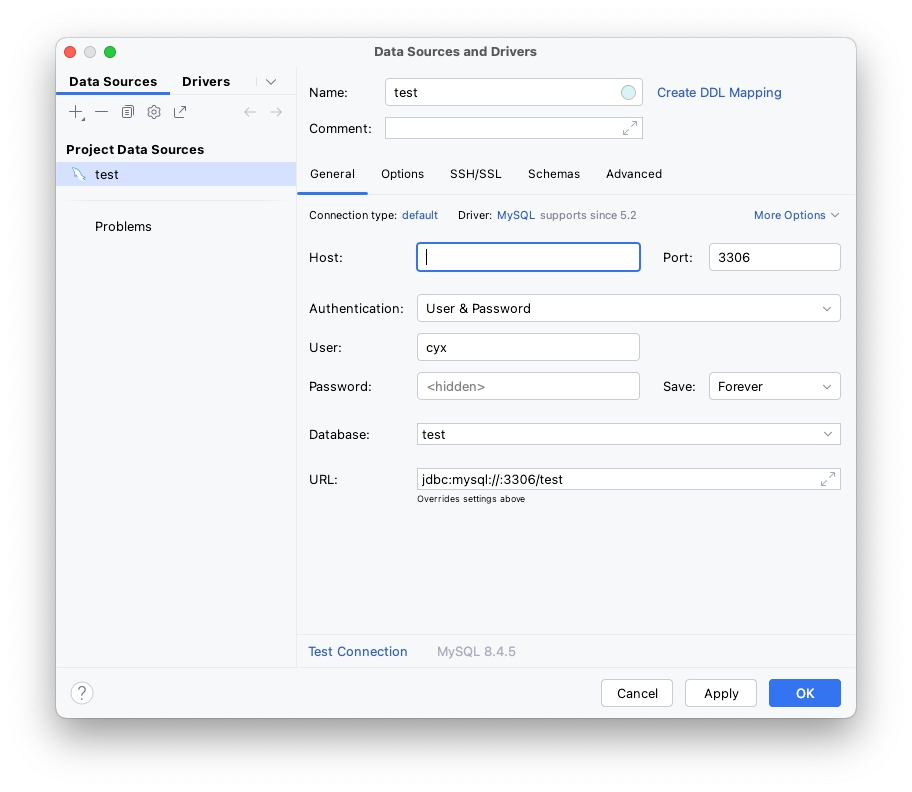 Data Sources and Drivers
Data Sources Drivers
Name: test Create DDL Mapping
Comment:
Project Data Sources
test
Problems
General Options SSH/SSL Schemas Advanced
Connection type: default Driver: MySQL supports since 5.2 More Options
Host: Port: 3306
Authentication: User & Password
User: cyx
Password: <hidden> Save: Forever
Database: test
URL: jdbc:mysql://:3306/test
Overrides settings above
Test Connection MySQL 8.4.5
? Cancel Apply OK